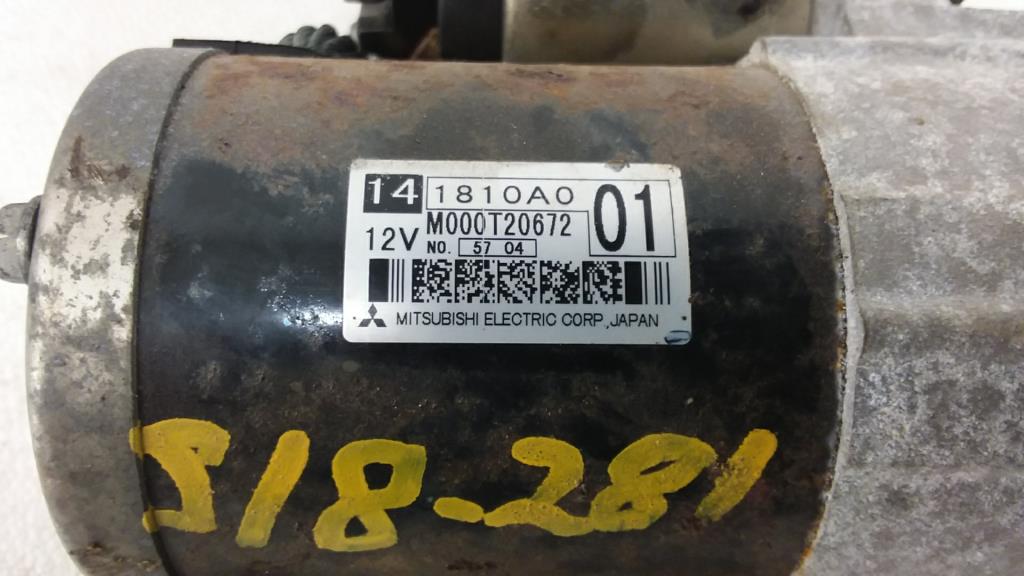 14 1810A0 01
12V M000T20672
NO. 57 04
MITSUBISHI ELECTRIC CORP., JAPAN
S18-281